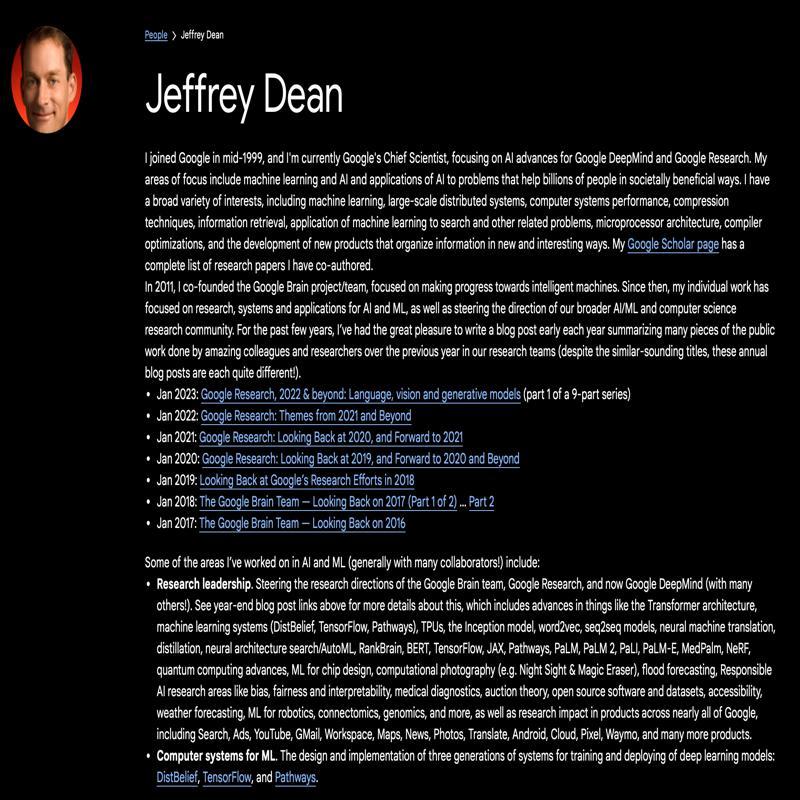 People > Jeffrey Dean
Jeffrey Dean
I joined Google in mid-1999, and I'm currently Google's Chief Scientist, focusing on AI advances for Google DeepMind and Google Research. My
areas of focus include machine learning and AI and applications of AI to problems that help billions of people in societally beneficial ways. I have
a broad variety of interests, including machine learning, large-scale distributed systems, computer systems performance, compression
techniques, information retrieval, application of machine learning to search and other related problems, microprocessor architecture, compiler
optimizations, and the development of new products that organize information in new and interesting ways. My Google Scholar page has a
complete list of research papers I have co-authored.
In 2011, I co-founded the Google Brain project/team, focused on making progress towards intelligent machines. Since then, my individual work has
focused on research, systems and applications for AI and ML, as well as steering the direction of our broader AI/ML and computer science
research community. For the past few years, I've had the great pleasure to write a blog post early each year summarizing many pieces of the public
work done by amazing colleagues and researchers over the previous year in our research teams (despite the similar-sounding titles, these annual
blog posts are each quite different!).
• Jan 2023: Google Research, 2022 & beyond: Language, vision and generative models (part 1 of a 9-part series)
• Jan 2022: Google Research: Themes from 2021 and Beyond
• Jan 2021: Google Research: Looking Back at 2020, and Forward to 2021
• Jan 2020: Google Research: Looking Back at 2019, and Forward to 2020 and Beyond
• Jan 2019: Looking Back at Google's Research Efforts in 2018
• Jan 2018: The Google Brain Team — Looking Back on 2017 (Part 1 of 2) ... Part 2
• Jan 2017: The Google Brain Team — Looking Back on 2016
Some of the areas I've worked on in AI and ML (generally with many collaborators!) include:
• Research leadership. Steering the research directions of the Google Brain team, Google Research, and now Google DeepMind (with many
others!). See year-end blog post links above for more details about this, which includes advances in things like the Transformer architecture,
machine learning systems (DistBelief, TensorFlow, Pathways), TPUs, the Inception model, word2vec, seq2seq models, neural machine translation,
distillation, neural architecture search/AutoML, RankBrain, BERT, TensorFlow, JAX, Pathways, PaLM, PaLM 2, PaLI, PaLM-E, MedPalm, NeRF,
quantum computing advances, ML for chip design, computational photography (e.g. Night Sight & Magic Eraser), flood forecasting, Responsible
AI research areas like bias, fairness and interpretability, medical diagnostics, auction theory, open source software and datasets, accessibility,
weather forecasting, ML for robotics, connectomics, genomics, and more, as well as research impact in products across nearly all of Google,
including Search, Ads, YouTube, GMail, Workspace, Maps, News, Photos, Translate, Android, Cloud, Pixel, Waymo, and many more products.
• Computer systems for ML. The design and implementation of three generations of systems for training and deploying of deep learning models:
DistBelief, TensorFlow, and Pathways.